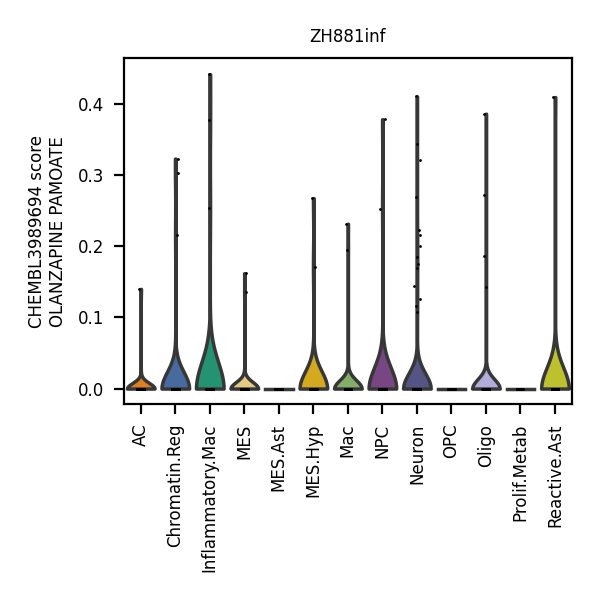 ZH881inf
CHEMBL3989694 score
OLANZAPINE PAMOATE
0.4
0.3
0.2
0.1
0.0
AC
Chromatin.Reg
Inflammatory.Mac
MES
MES.Ast
MES.Hyp
Mac
NPC
Neuron
OPC
Oligo
Prolif.Metab
Reactive.Ast